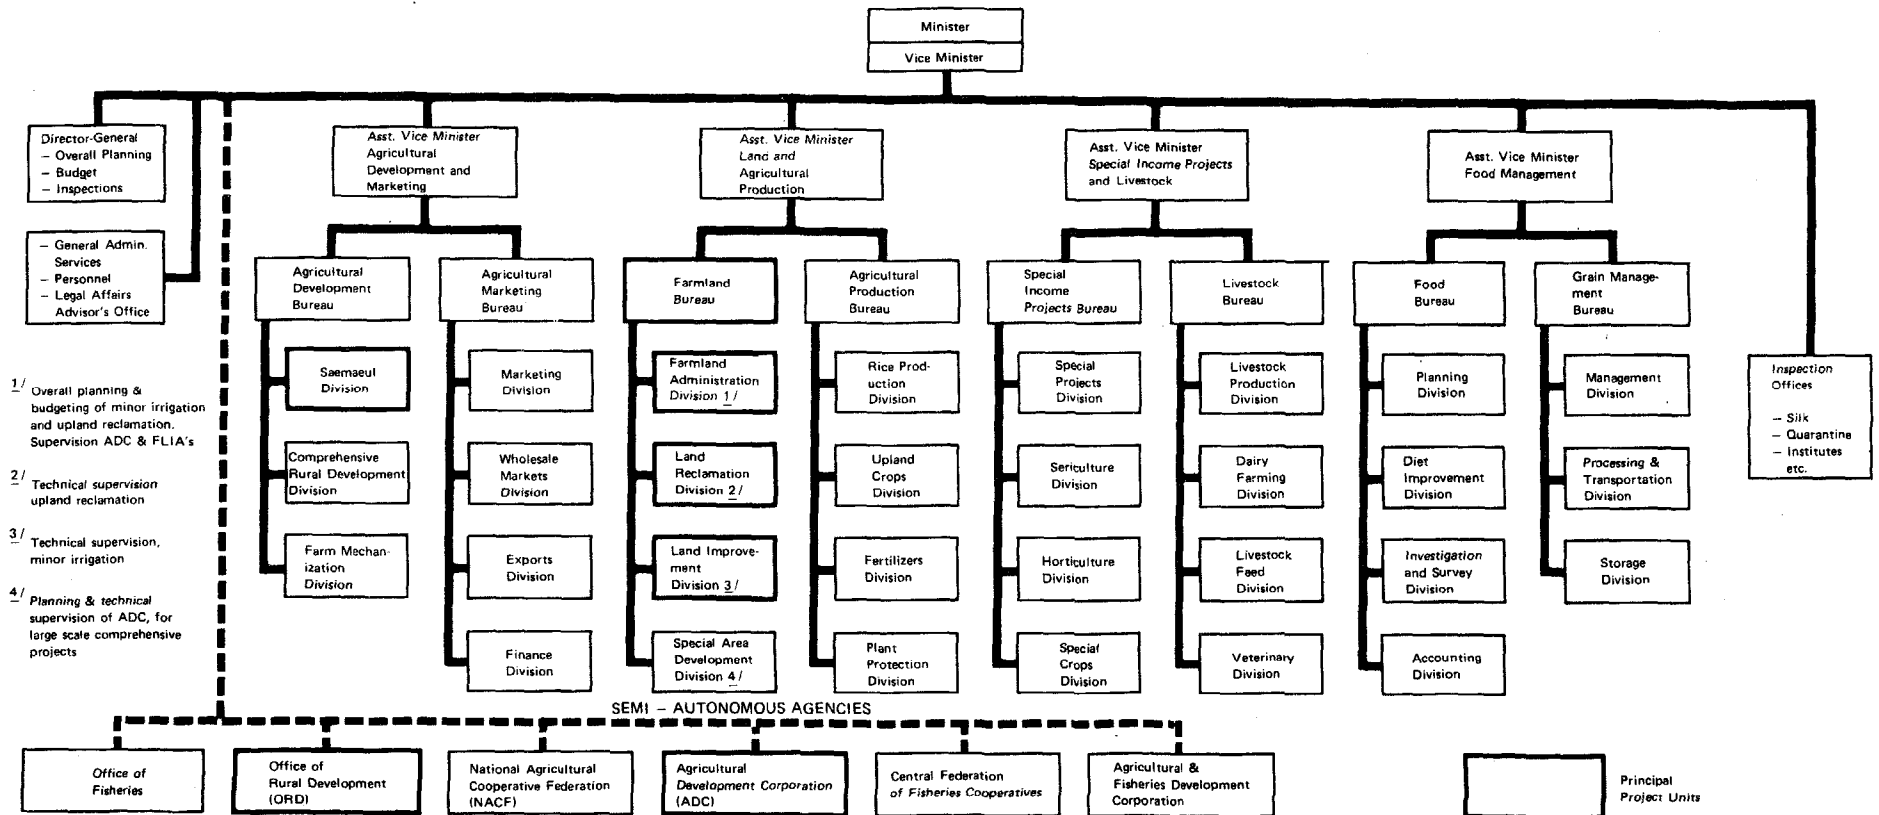 Minister
Vice Minister
Director-General
– Overall Planning
– Budget
– Inspections
– General Admin.
Services
– Personnel
– Legal Affairs
Advisor's Office
Asst. Vice Minister
Agricultural
Development and
Marketing
Asst. Vice Minister
Land and
Agricultural
Production
Asst. Vice Minister
Special Income Projects
and Livestock
Asst. Vice Minister
Food Management
Agricultural
Development
Bureau
Agricultural
Marketing
Bureau
Farmland
Bureau
Agricultural
Production
Bureau
Special
Income
Projects Bureau
Livestock
Bureau
Food
Bureau
Grain Manage-
ment
Bureau
Saemaeul
Division
Comprehensive
Rural Development
Division
Farm Mechan-
ization
Division
Marketing
Division
Wholesale
Markets
Division
Exports
Division
Finance
Division
Farmland
Administration
Division 1/
Land
Reclamation
Division 2/
Land Improve-
ment
Division 3/
Special Area
Development
Division 4/
Rice Prod-
uction
Division
Upland
Crops
Division
Fertilizers
Division
Plant
Protection
Division
Special
Projects
Division
Sericulture
Division
Horticulture
Division
Special
Crops
Division
Livestock
Production
Division
Dairy
Farming
Division
Livestock
Feed
Division
Veterinary
Division
Planning
Division
Diet
Improvement
Division
Investigation
and Survey
Division
Accounting
Division
Management
Division
Processing &
Transportation
Division
Storage
Division
Inspection
Offices
– Silk
– Quarantine
– Institutes
etc.
1/ Overall planning &
budgeting of minor irrigation
and upland reclamation.
Supervision ADC & FLIA's
2/ Technical supervision
upland reclamation
3/ Technical supervision,
minor irrigation
4/ Planning & technical
supervision of ADC, for
large scale comprehensive
projects
SEMI – AUTONOMOUS AGENCIES
Office of
Fisheries
Office of
Rural Development
(ORD)
National Agricultural
Cooperative Federation
(NACF)
Agricultural
Development Corporation
(ADC)
Central Federation
of Fisheries Cooperatives
Agricultural &
Fisheries Development
Corporation
Principal
Project Units